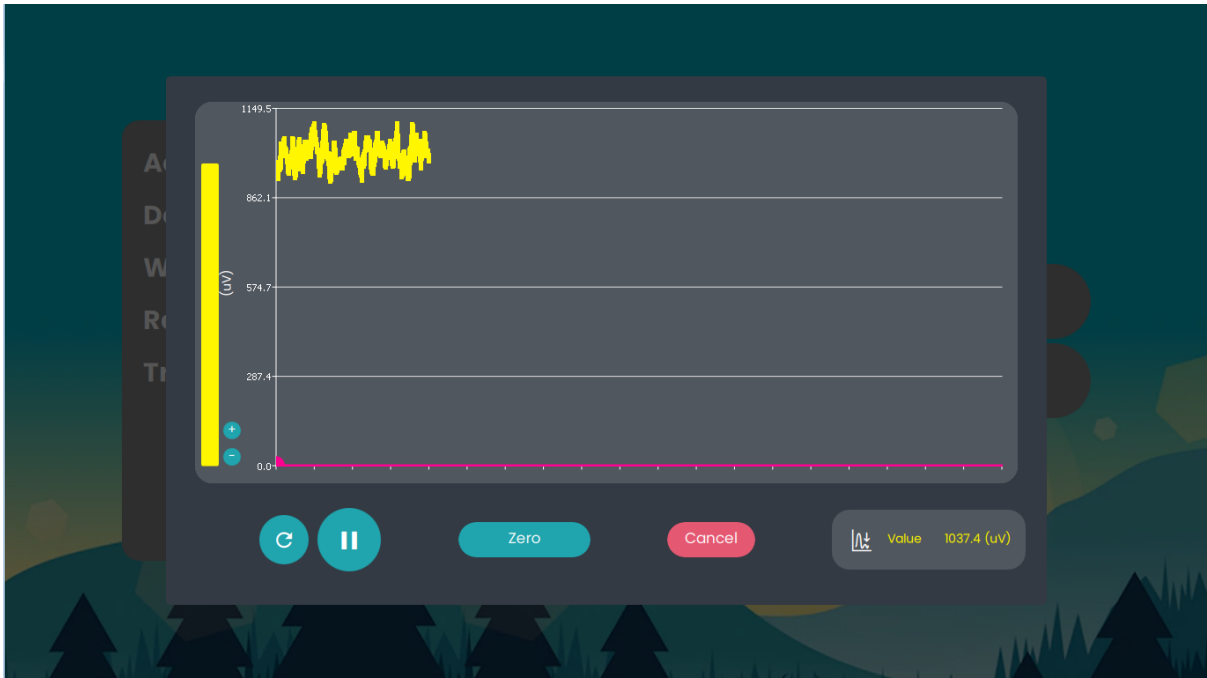 1149.5
862.1
574.7
287.4
0.0
(uV)
+
-
A
D
W
R
T
Zero
Cancel
Value 1037.4 (uV)